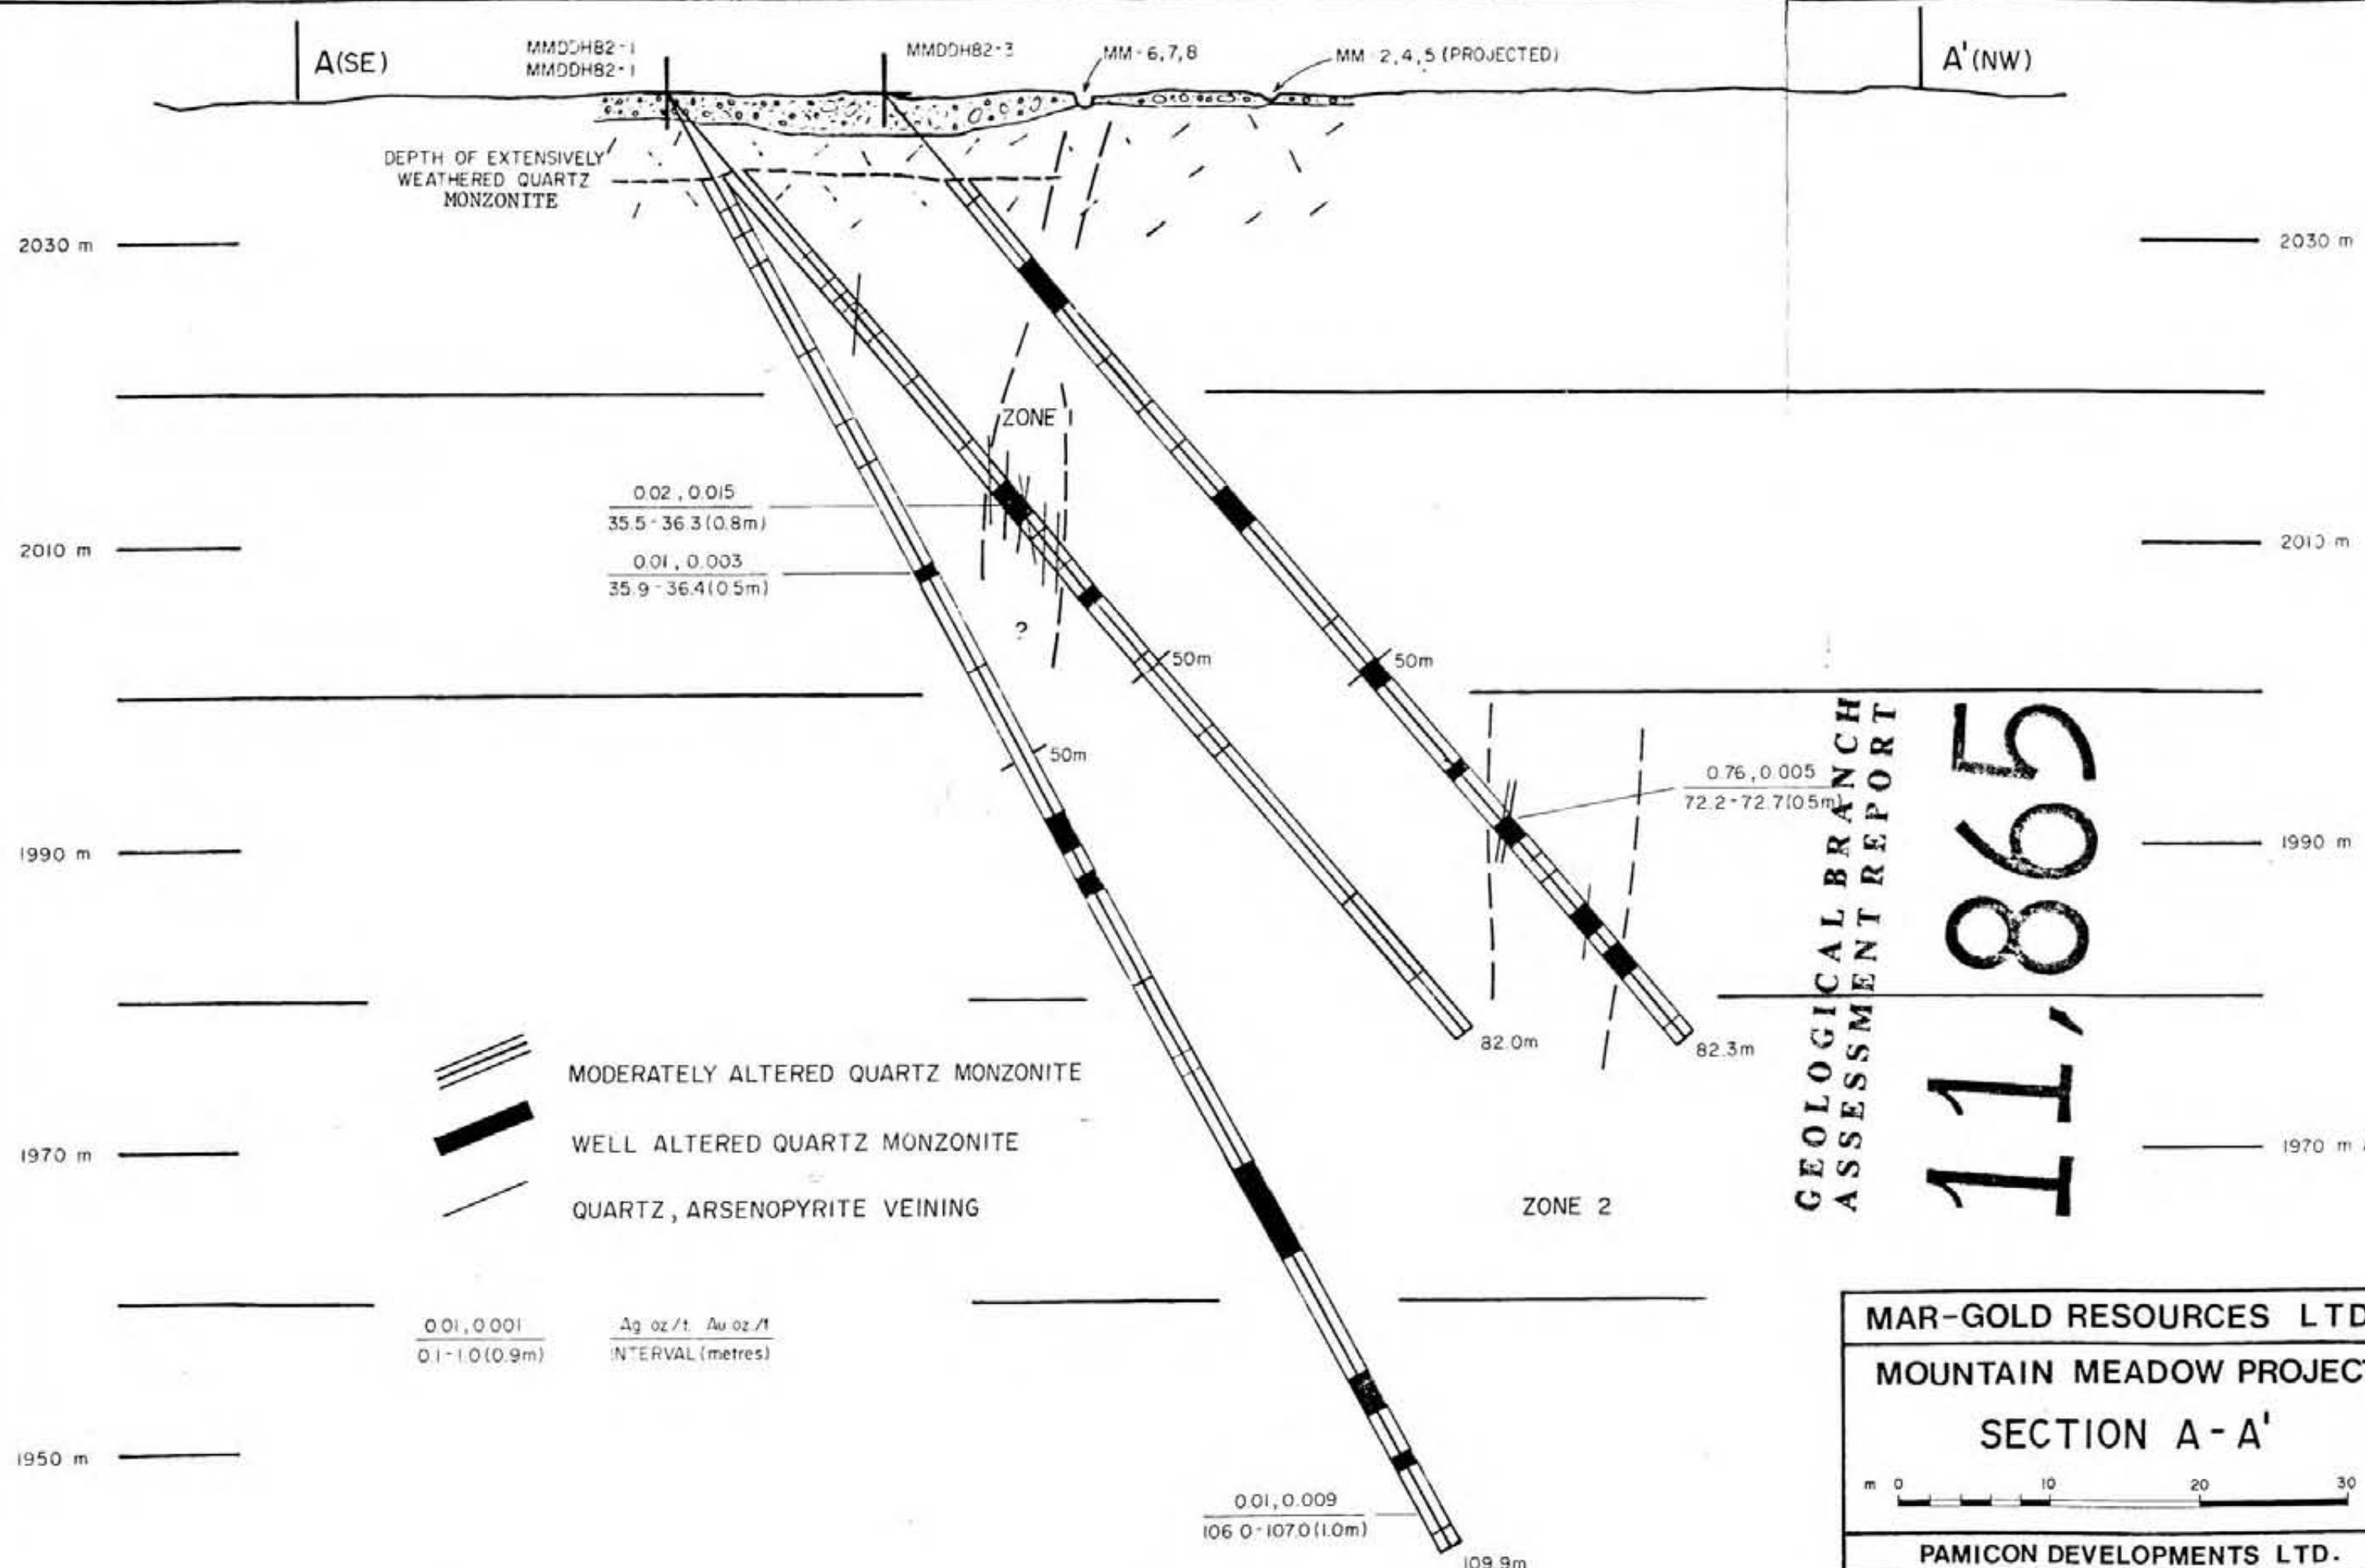 A(SE)
MMDDH82-1
MMDDH82-1
MMDDH82-3
MM-6,7,8
MM-2,4,5 (PROJECTED)
A'(NW)
DEPTH OF EXTENSIVELY
WEATHERED QUARTZ
MONZONITE
2030 m
2030 m
ZONE 1
0.02, 0.015
35.5-36.3(0.8m)
2010 m
2010 m
0.01, 0.003
35.9-36.4(0.5m)
?
50m
50m
50m
0.76, 0.005
72.2-72.7(0.5m)
1990 m
1990 m
82.0m
82.3m
GEOLOGICAL BRANCH
ASSESSMENT REPORT
11,865
MODERATELY ALTERED QUARTZ MONZONITE
WELL ALTERED QUARTZ MONZONITE
1970 m
1970 m
QUARTZ, ARSENOPYRITE VEINING
ZONE 2
0.01, 0.001
0.1-1.0(0.9m)
Ag oz/t. Au oz./t
INTERVAL (metres)
1950 m
0.01, 0.009
106.0-107.0(1.0m)
109.9m
MAR-GOLD RESOURCES LTD
MOUNTAIN MEADOW PROJECT
SECTION A-A'
m 0 10 20 30
PAMICON DEVELOPMENTS LTD.